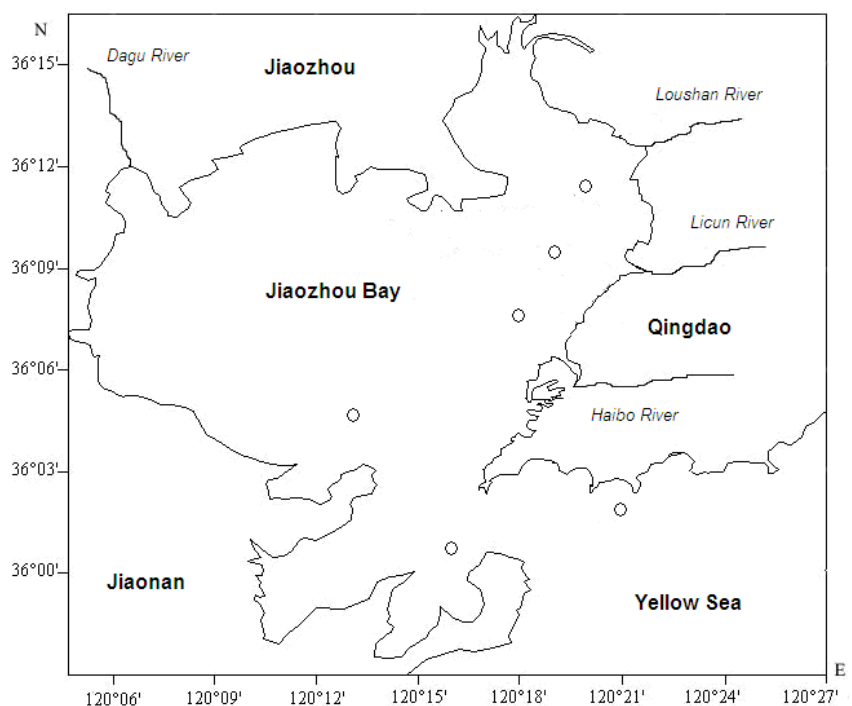 N
Dagu River
36°15'
Jiaozhou
Loushan River
36°12'
Licun River
36°09'
Jiaozhou Bay
Qingdao
36°06'
Haibo River
36°03'
36°00'
Jiaonan
Yellow Sea
E
120°06' 120°09' 120°12' 120°15' 120°18' 120°21' 120°24' 120°27'